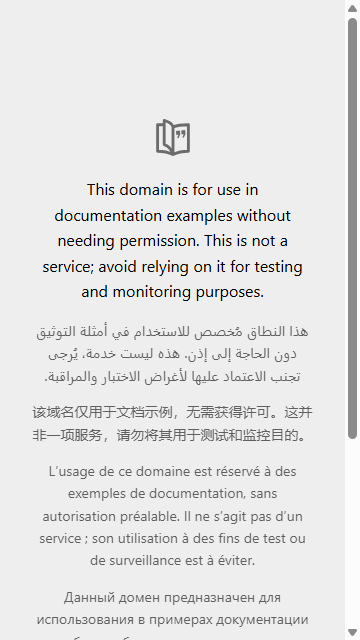 This domain is for use in
documentation examples without
needing permission. This is not a
service; avoid relying on it for testing
and monitoring purposes.
هذا النطاق مُخصص للاستخدام في أمثلة التوثيق
دون الحاجة إلى إذن. هذه ليست خدمة، يُرجى
تجنب الاعتماد عليها لأغراض الاختبار والمراقبة.
该域名仅用于文档示例，无需获得许可。这并
非一项服务，请勿将其用于测试和监控目的。
L’usage de ce domaine est réservé à des
exemples de documentation, sans
autorisation préalable. Il ne s’agit pas d’un
service ; son utilisation à des fins de test ou
de surveillance est à éviter.
Данный домен предназначен для
использования в примерах документации